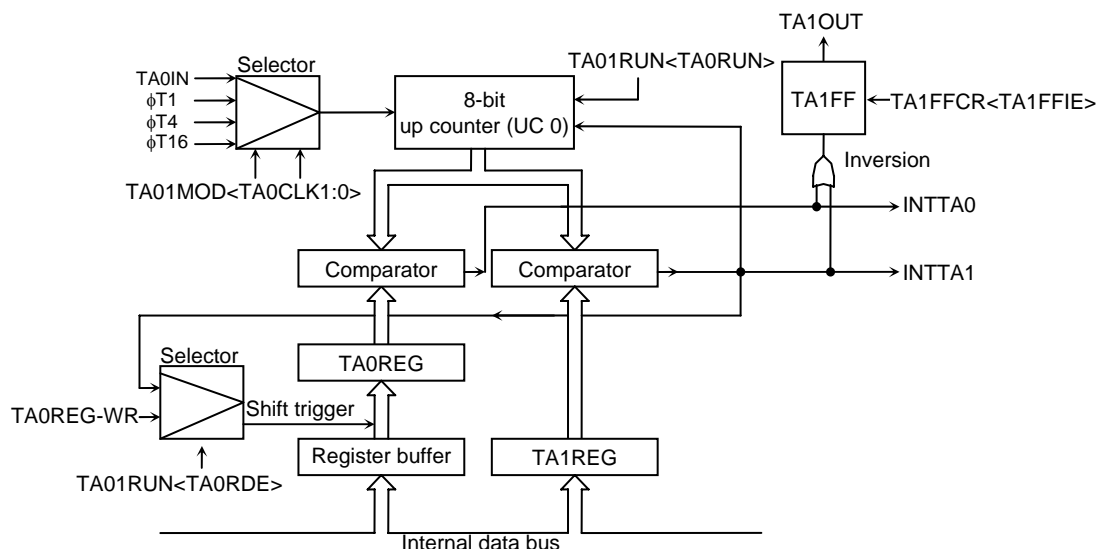 TA1OUT
Selector
TA01RUN<TA0RUN>
TA0IN
ϕT1
ϕT4
ϕT16
8-bit
up counter (UC 0)
TA1FF
TA1FFCR<TA1FFIE>
Inversion
TA01MOD<TA0CLK1:0>
INTTA0
Comparator
Comparator
INTTA1
Selector
TA0REG
TA0REG-WR
Shift trigger
Register buffer
TA1REG
TA01RUN<TA0RDE>
Internal data bus